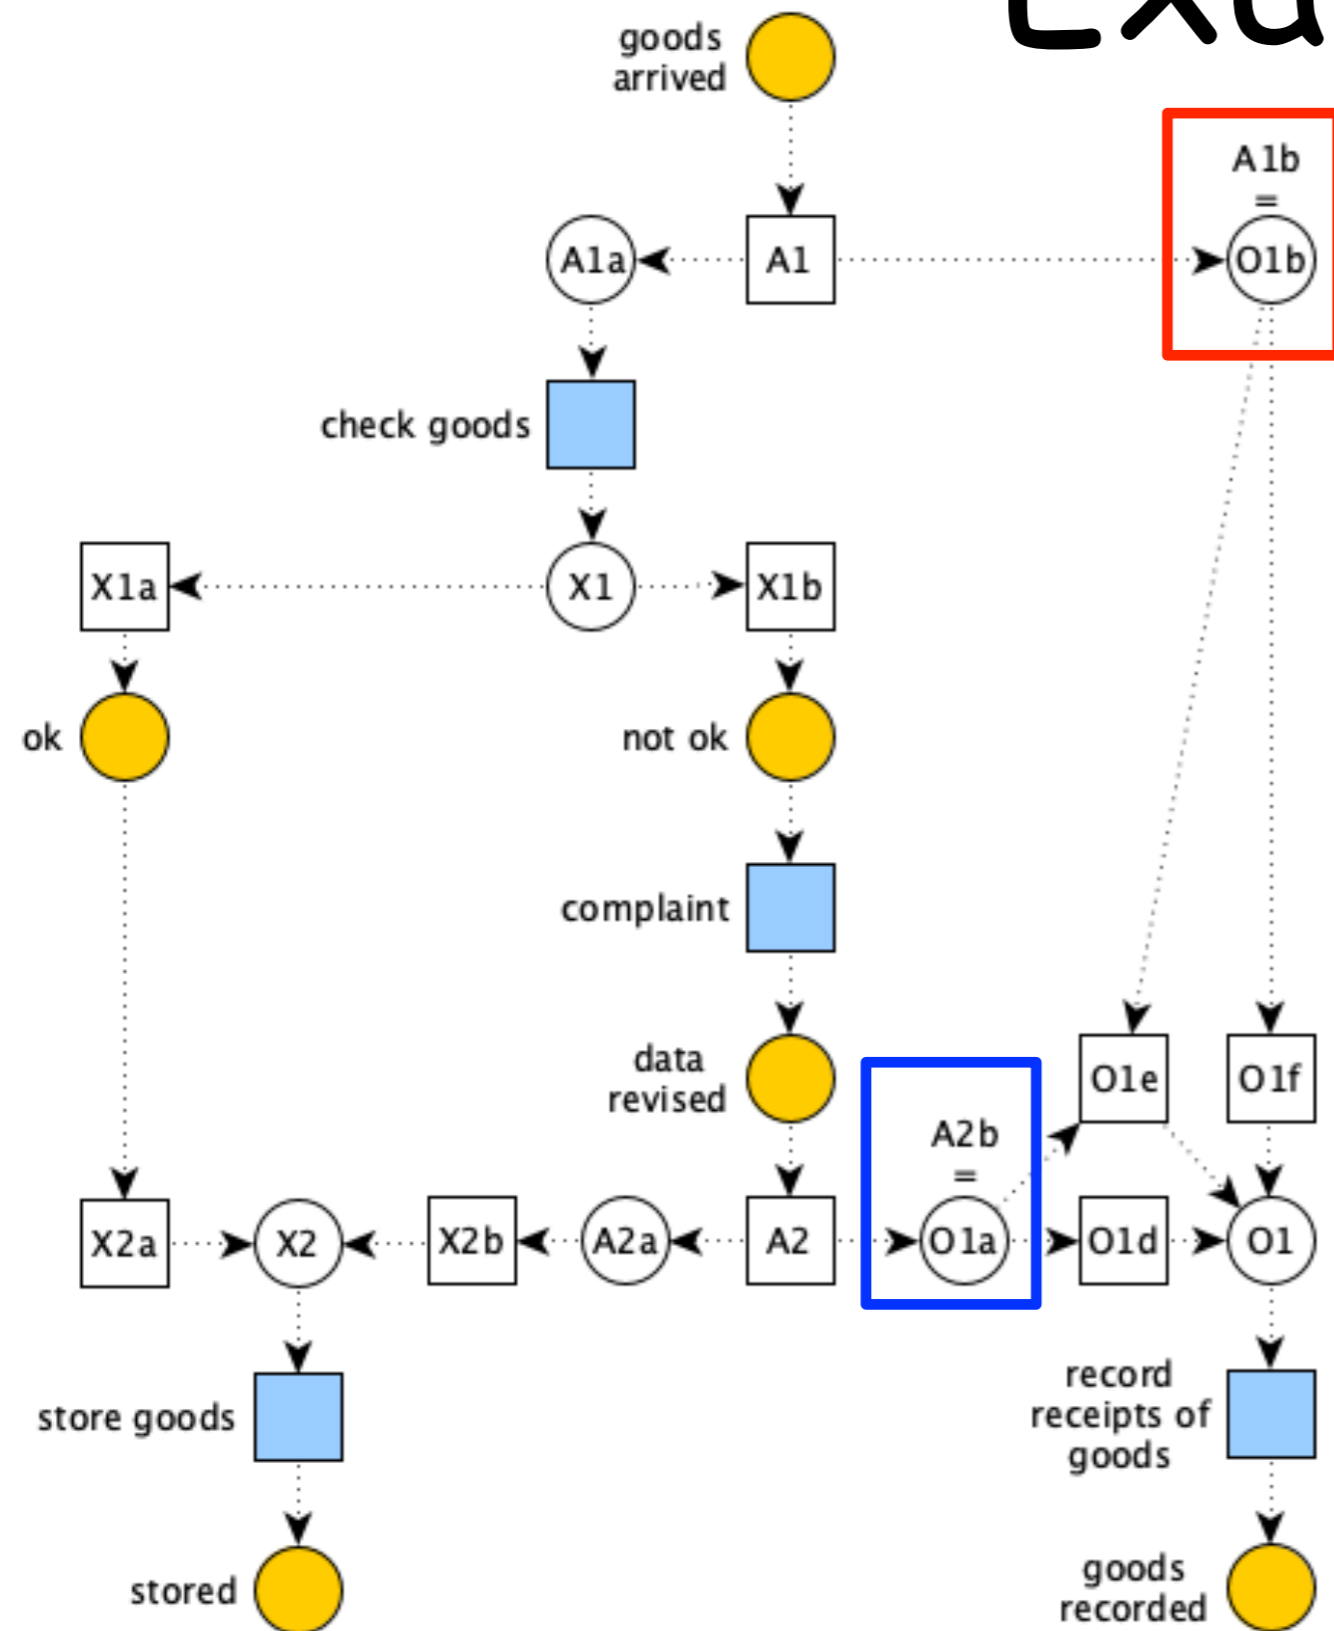 Exa
goods
arrived
A1b
=
A1a
A1
O1b
check goods
X1a
X1
X1b
ok
not ok
complaint
data
revised
O1e
O1f
A2b
=
X2a
X2
X2b
A2a
A2
O1a
O1d
O1
store goods
record
receipts of
goods
stored
goods
recorded